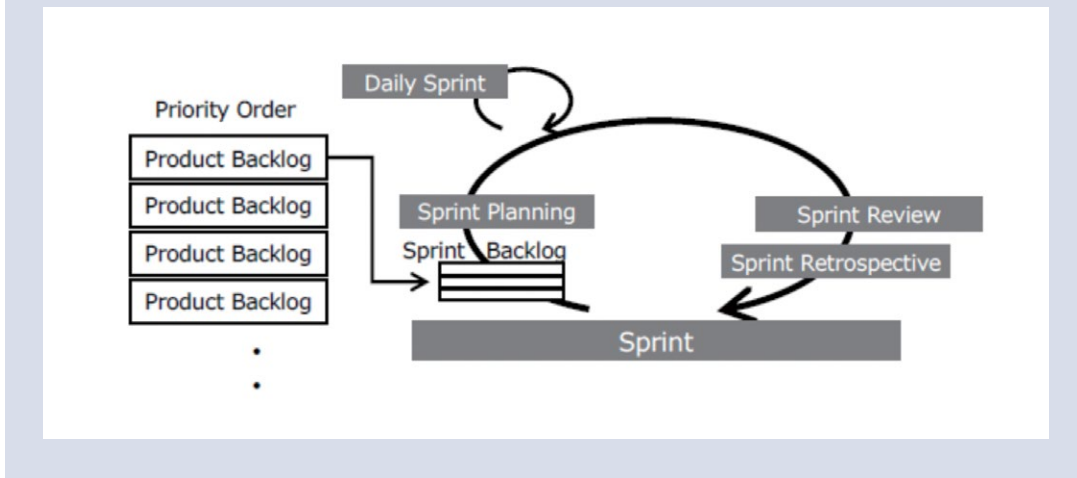 Daily Sprint
Priority Order
Product Backlog
Product Backlog
Product Backlog
Product Backlog
Sprint Planning
Sprint Backlog
Sprint Review
Sprint Retrospective
Sprint